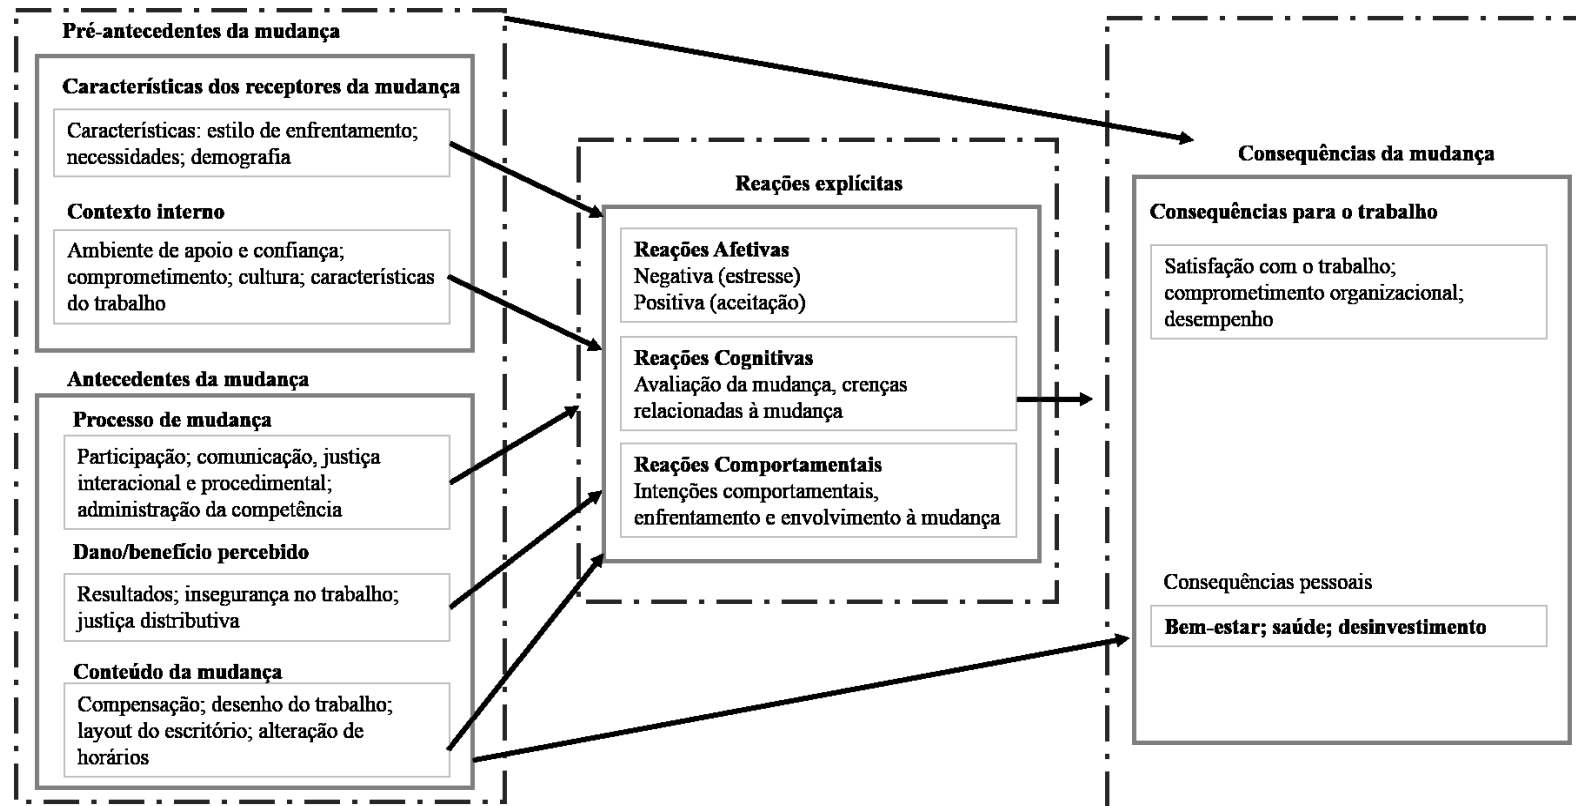 Pré-antecedentes da mudança
Características dos receptores da mudança
Características: estilo de enfrentamento;
necessidades; demografia
Contexto interno
Ambiente de apoio e confiança;
comprometimento; cultura; características
do trabalho
Antecedentes da mudança
Processo de mudança
Participação; comunicação, justiça
interacional e procedimental;
administração da competência
Dano/benefício percebido
Resultados; insegurança no trabalho;
justiça distributiva
Conteúdo da mudança
Compensação; desenho do trabalho;
layout do escritório; alteração de
horários
Reações explícitas
Reações Afetivas
Negativa (estresse)
Positiva (aceitação)
Reações Cognitivas
Avaliação da mudança, crenças
relacionadas à mudança
Reações Comportamentais
Intenções comportamentais,
enfrentamento e envolvimento à mudança
Consequências da mudança
Consequências para o trabalho
Satisfação com o trabalho;
comprometimento organizacional;
desempenho
Consequências pessoais
Bem-estar; saúde; desinvestimento